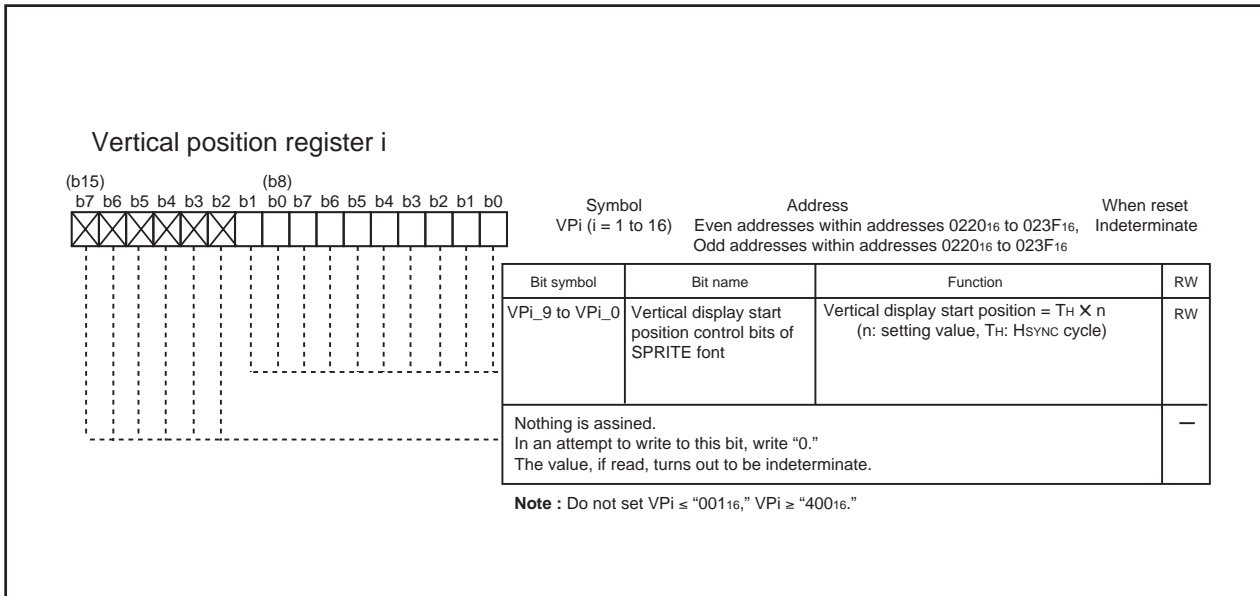 Vertical position register i
(b15) (b8)
b7 b6 b5 b4 b3 b2 b1 b0 b7 b6 b5 b4 b3 b2 b1 b0
Symbol Address When reset
VPi (i = 1 to 16) Even addresses within addresses 022016 to 023F16, Indeterminate
Odd addresses within addresses 022016 to 023F16
Bit symbol Bit name Function RW
VPi_9 to VPi_0 Vertical display start Vertical display start position = TH X n RW
position control bits of (n: setting value, TH: HSYNC cycle)
SPRITE font
Nothing is assined. —
In an attempt to write to this bit, write “0.”
The value, if read, turns out to be indeterminate.
Note : Do not set VPi ≤ “00116,” VPi ≥ “40016.”